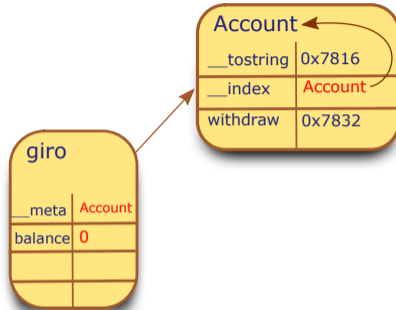 Account
__tostring 0x7816
__index Account
withdraw 0x7832
giro
__meta Account
balance 0